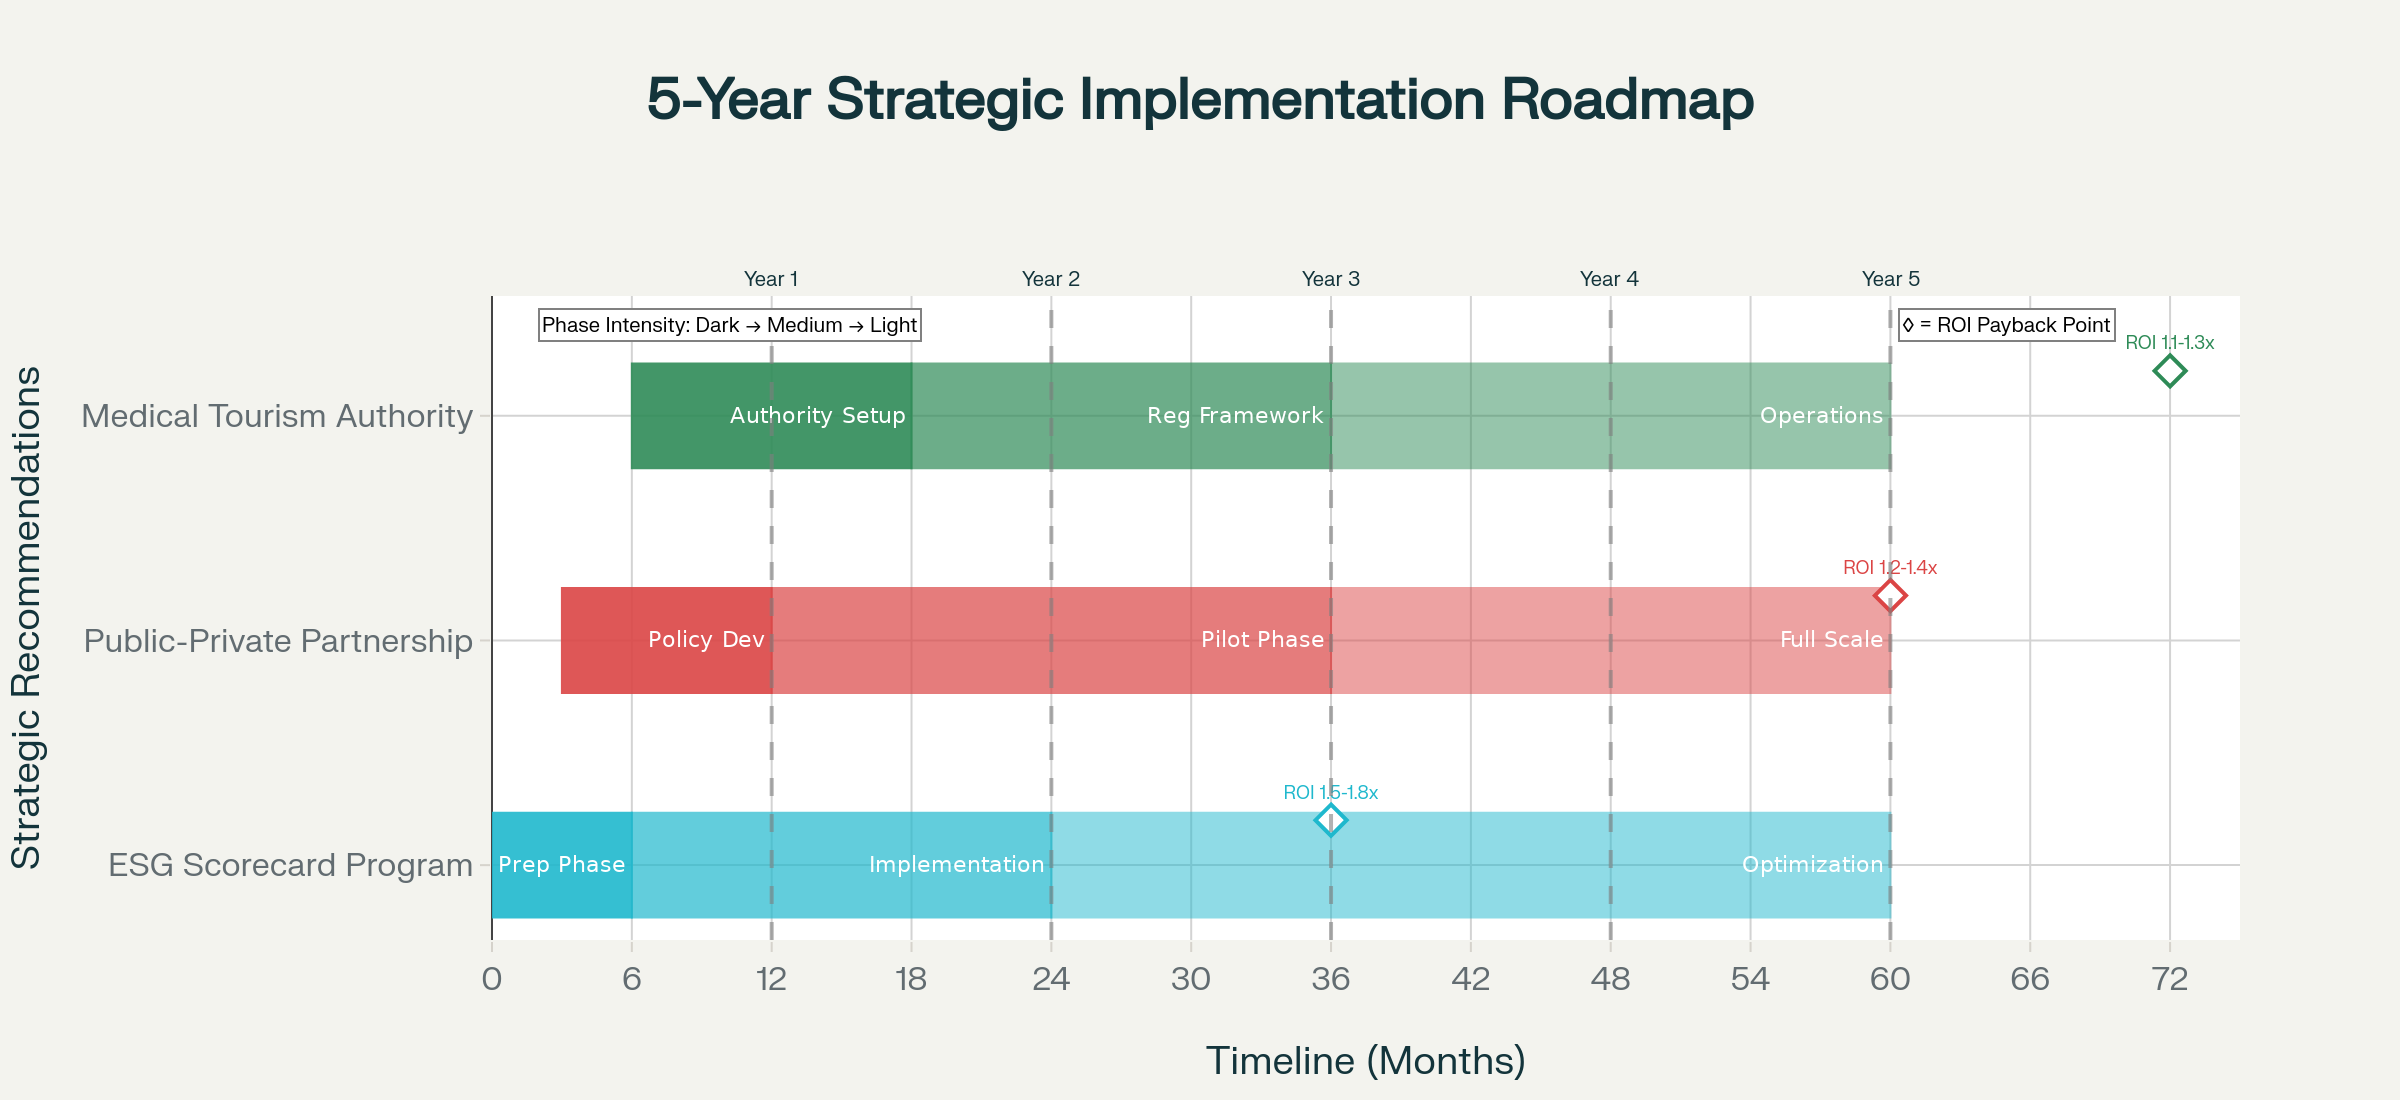 5-Year Strategic Implementation Roadmap
Year 1 Year 2 Year 3 Year 4 Year 5
Phase Intensity: Dark → Medium → Light
◊ = ROI Payback Point
ROI 1.1-1.3x
Strategic Recommendations
Medical Tourism Authority
Authority Setup Reg Framework Operations
ROI 1.2-1.4x
Public-Private Partnership
Policy Dev Pilot Phase Full Scale
ROI 1.5-1.8x
ESG Scorecard Program
Prep Phase Implementation Optimization
0 6 12 18 24 30 36 42 48 54 60 66 72
Timeline (Months)